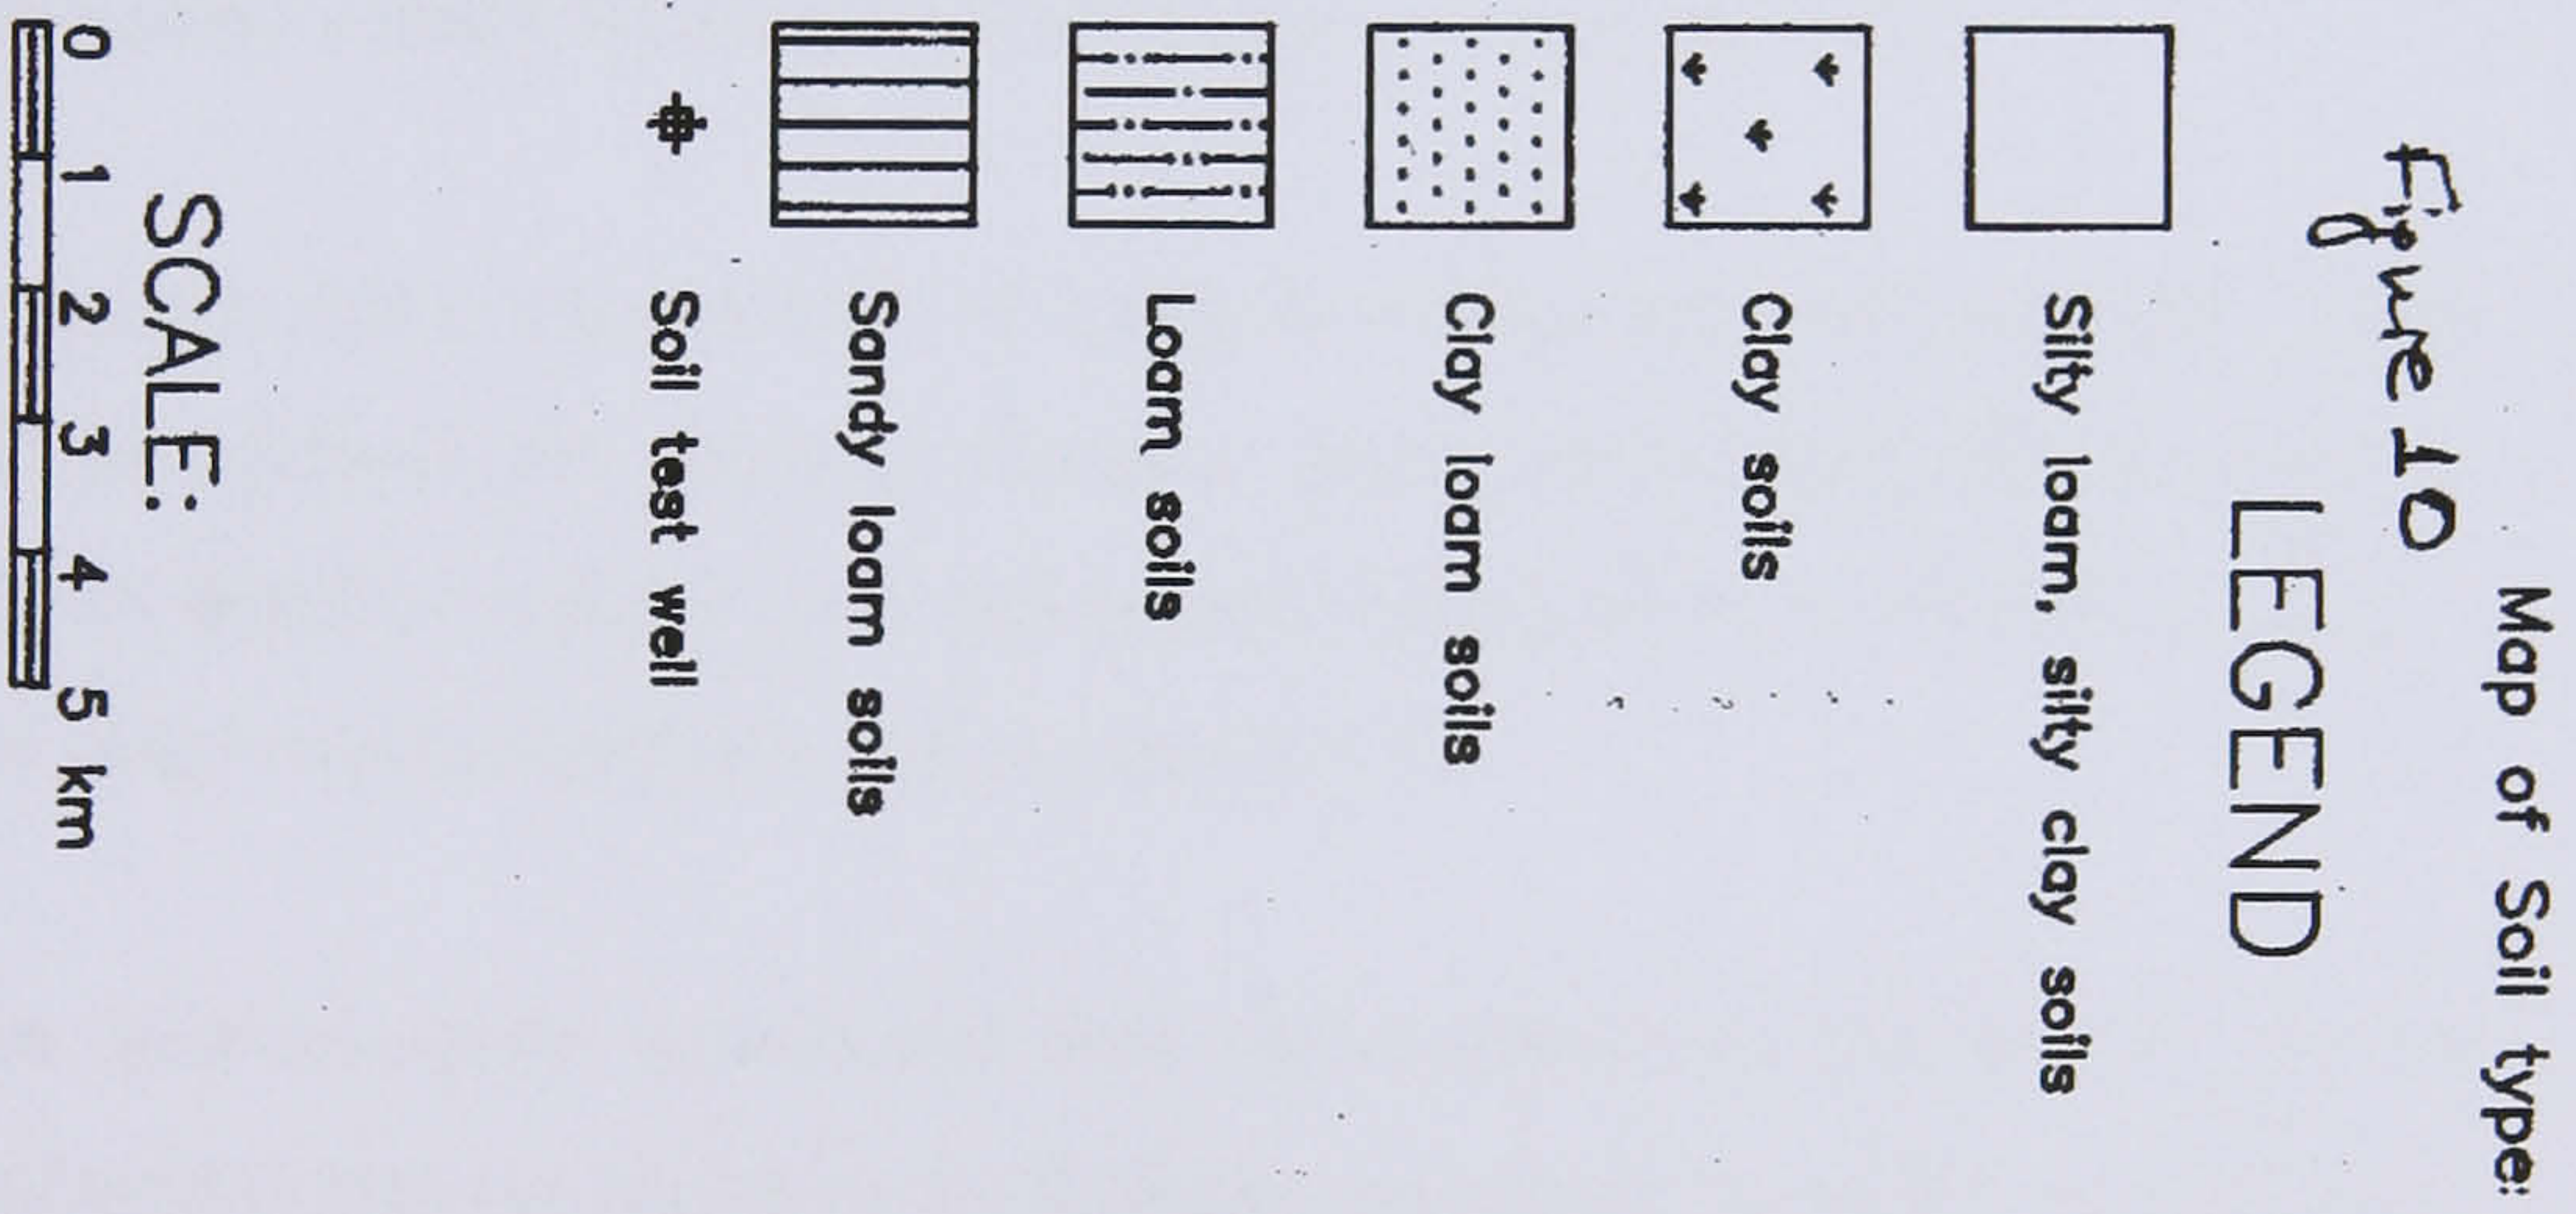 Map of Soil type:
Figure 10
LEGEND
Silty loam, silty clay soils
Clay soils
Clay loam soils
Loam soils
Sandy loam soils
Soil test well
SCALE:
0 1 2 3 4 5 km